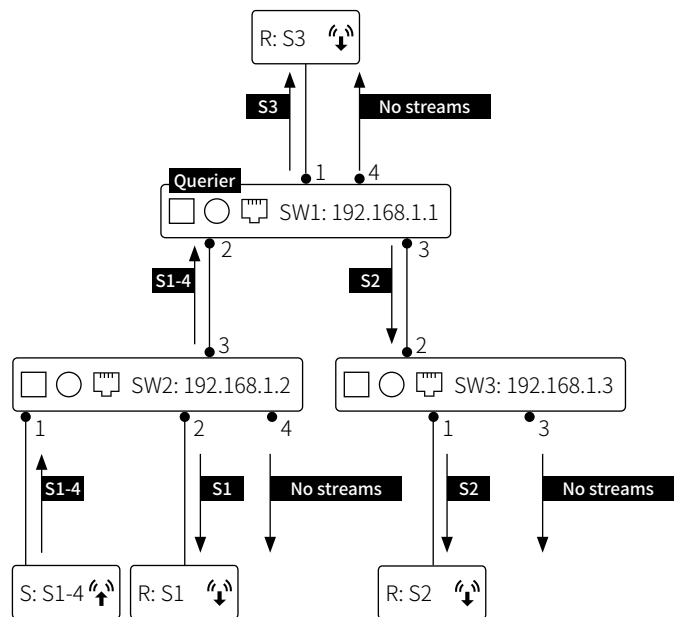 R: S3
S3
No streams
1
4
Querier
SW1: 192.168.1.1
2
3
S1-4
S2
3
2
SW2: 192.168.1.2
SW3: 192.168.1.3
1
2
4
1
3
S1-4
S1
No streams
S2
No streams
S: S1-4
R: S1
R: S2